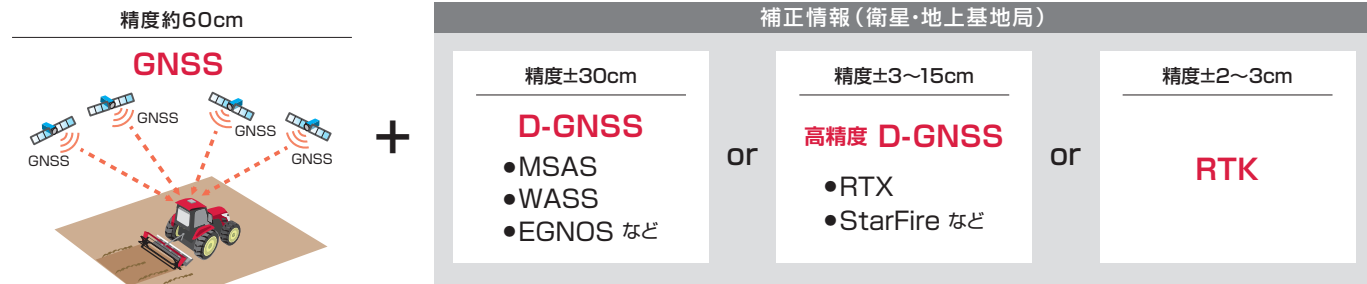 精度約60cm
GNSS
GNSS
GNSS
GNSS
GNSS
+
補正情報(衛星・地上基地局)
精度±30cm
D-GNSS
●MSAS
●WASS
●EGNOS など
or
精度±3〜15cm
高精度 D-GNSS
●RTX
●StarFire など
or
精度±2〜3cm
RTK